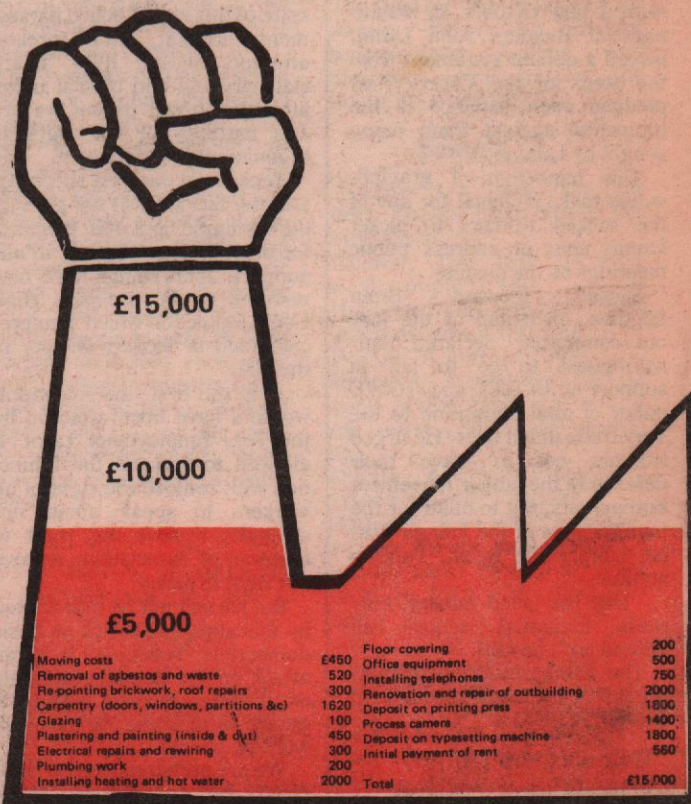 £15,000
£10,000
£5,000
Moving costs £450
Removal of asbestos and waste 520
Re-pointing brickwork, roof repairs 300
Carpentry (doors, windows, partitions &c) 1620
Glazing 100
Plastering and painting (inside & out) 450
Electrical repairs and rewiring 300
Plumbing work 200
Installing heating and hot water 2000
Floor covering 200
Office equipment 500
Installing telephones 750
Renovation and repair of outbuilding 2000
Deposit on printing press 1800
Process camera 1400
Deposit on typesetting machine 1800
Initial payment of rent 560
Total £15,000